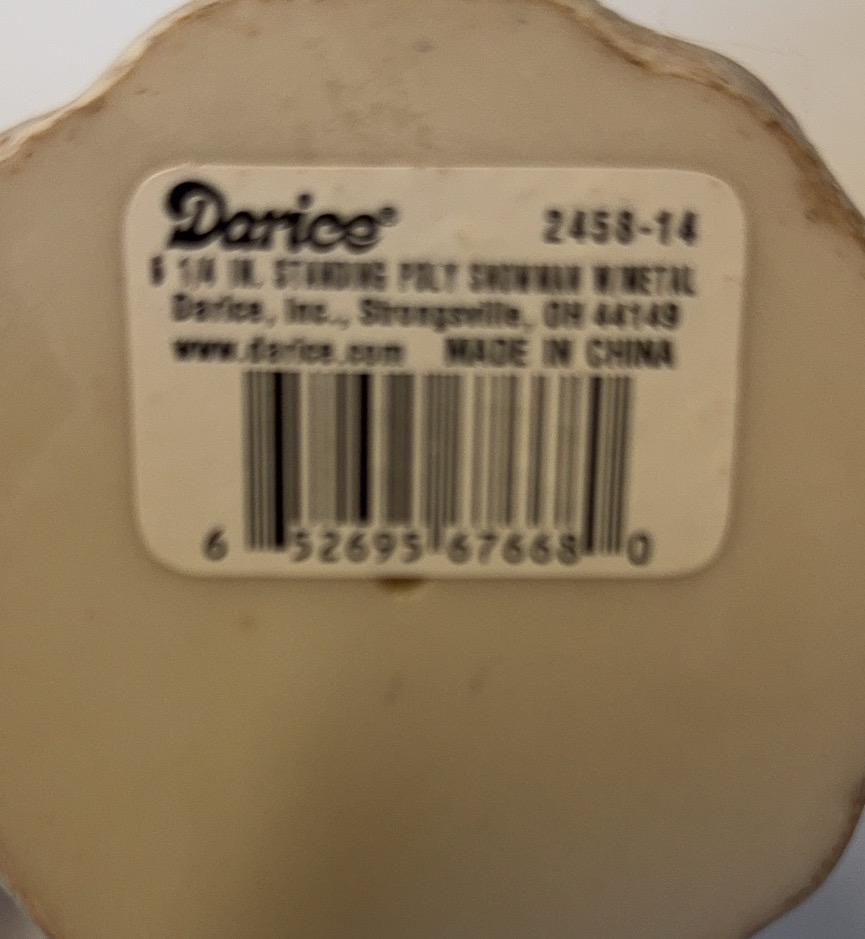 Darice® 2458-14
6 1/4 IN. STANDING POLY SNOWMAN W/METAL
Darice, Inc., Strongsville, OH 44149
www.darice.com MADE IN CHINA
6 52695 67668 0